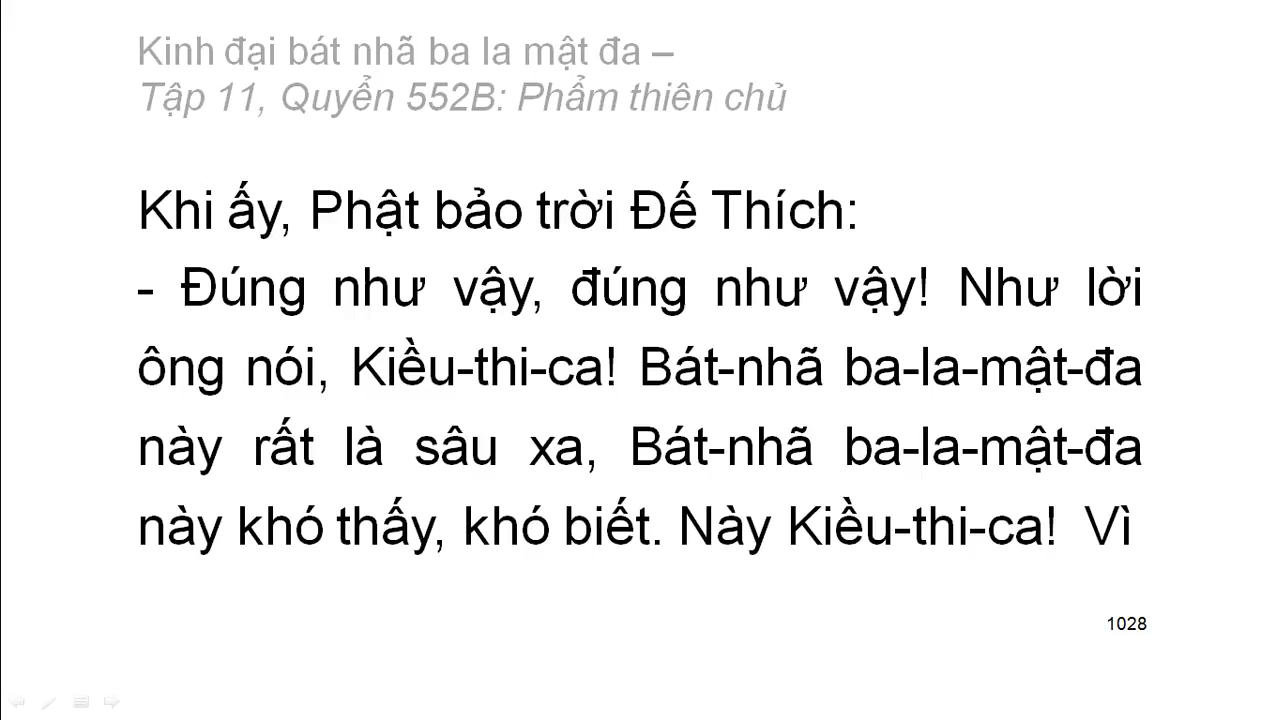 Kinh đại bát nhã ba la mật đa –
Tập 11, Quyển 552B: Phẩm thiên chủ
Khi ấy, Phật bảo trời Đế Thích:
- Đúng như vậy, đúng như vậy! Như lời
ông nói, Kiều-thi-ca! Bát-nhã ba-la-mật-đa
này rất là sâu xa, Bát-nhã ba-la-mật-đa
này khó thấy, khó biết. Này Kiều-thi-ca! Vì
1028